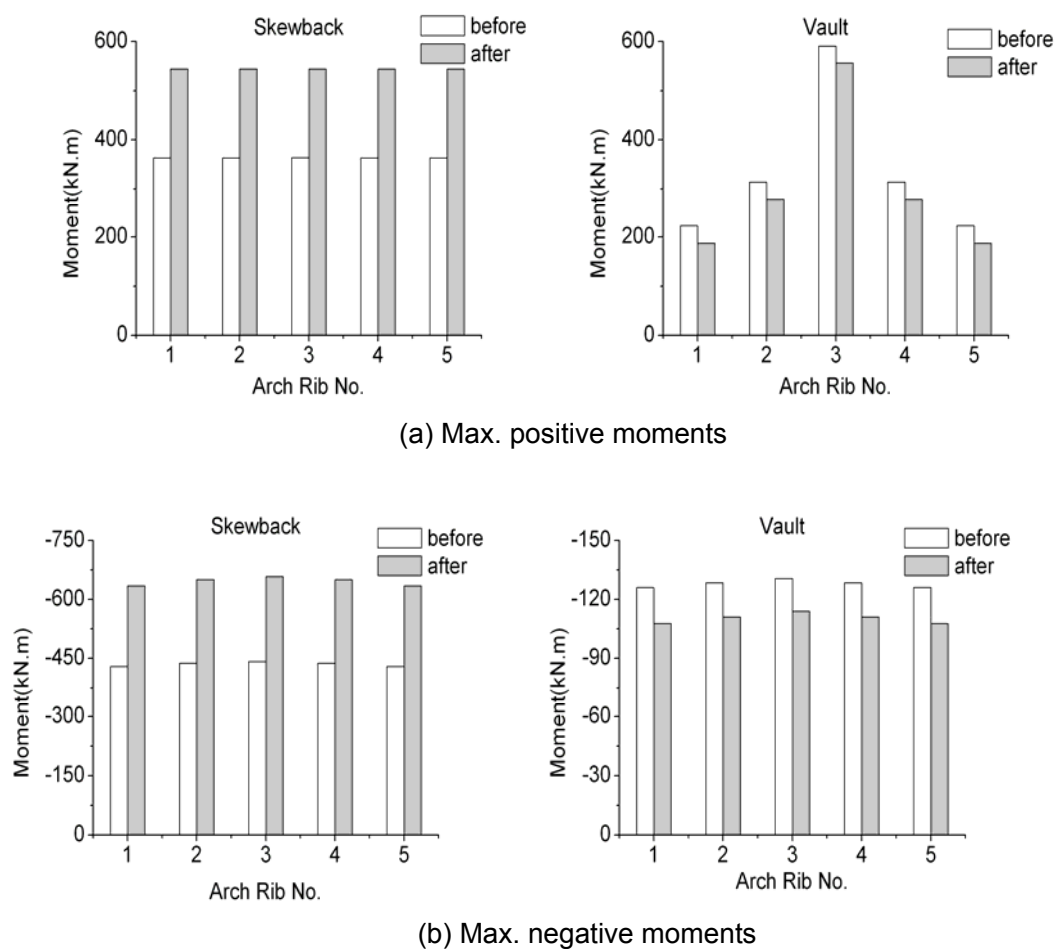 Skewback
before
after
600
400
200
0
Moment(kN.m)
1 2 3 4 5
Arch Rib No.
Vault
before
after
600
400
200
0
Moment(kN.m)
1 2 3 4 5
Arch Rib No.
(a) Max. positive moments
Skewback
before
after
-750
-600
-450
-300
-150
0
Moment(kN.m)
1 2 3 4 5
Arch Rib No.
Vault
before
after
-150
-120
-90
-60
-30
0
Moment(kN.m)
1 2 3 4 5
Arch Rib No.
(b) Max. negative moments